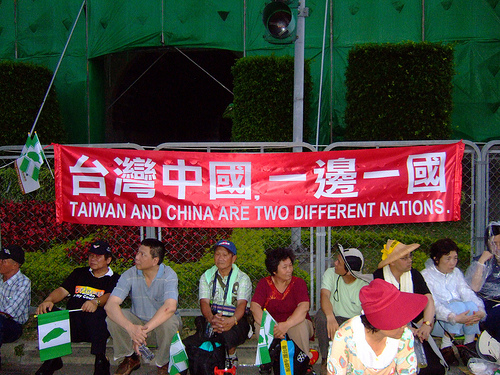 台灣中國,一邊一國
TAIWAN AND CHINA ARE TWO DIFFERENT NATIONS.